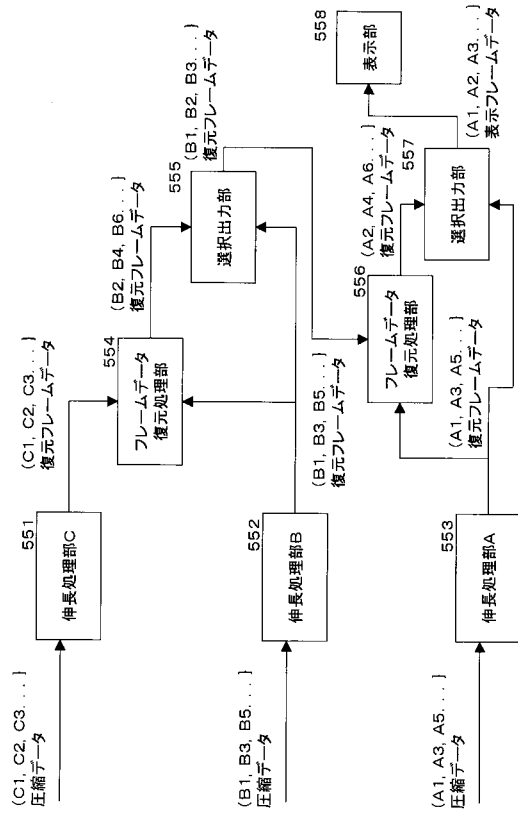 {C1, C2, C3. . . }
圧縮データ
551
伸長処理部C
{C1, C2, C3. . . }
復元フレームデータ
554
フレームデータ
復元処理部
{B2, B4, B6. . . }
復元フレームデータ
555
選択出力部
{B1, B2, B3. . . }
復元フレームデータ
{B1, B3, B5. . . }
圧縮データ
552
伸長処理部B
{B1, B3, B5. . . }
復元フレームデータ
556
フレームデータ
復元処理部
{A2, A4, A6. . . }
復元フレームデータ
557
選択出力部
558
表示部
{A1, A2, A3. . . }
表示フレームデータ
{A1, A3, A5. . . }
圧縮データ
553
伸長処理部A
{A1, A3, A5. . . }
復元フレームデータ